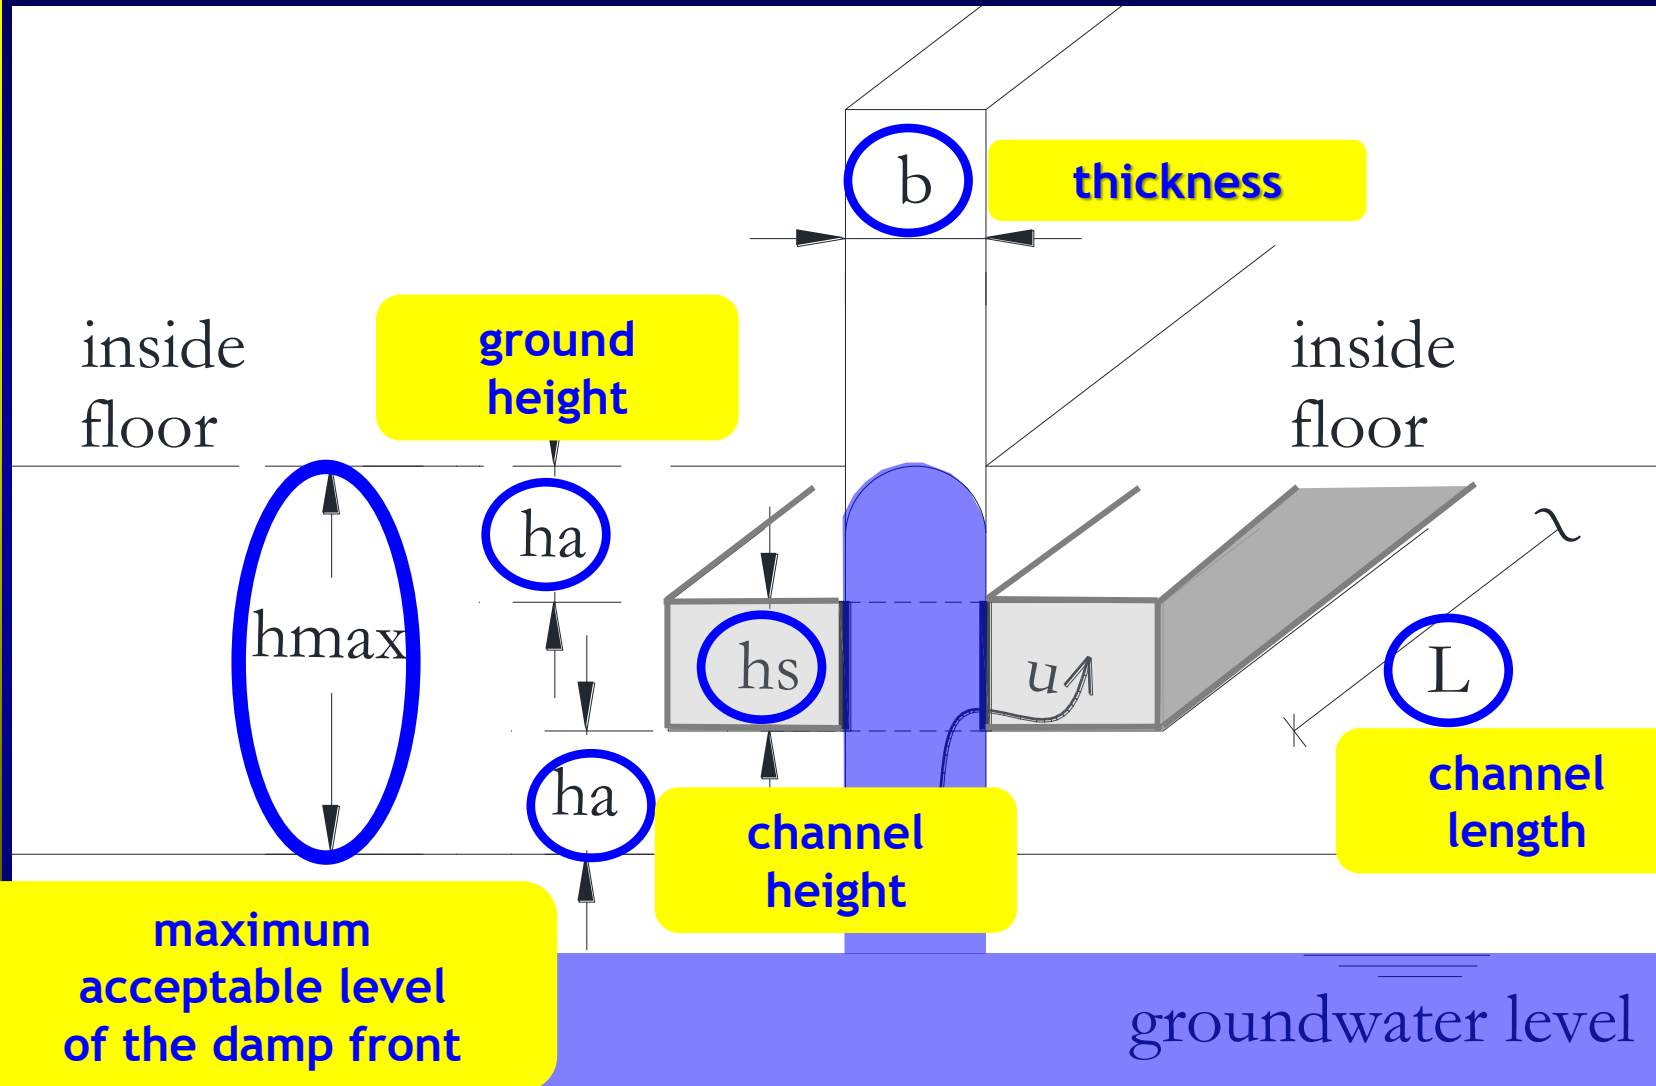 b
thickness
ground
height
inside
floor
inside
floor
ha
hmax
hs
u
L
ha
channel
height
channel
length
maximum
acceptable level
of the damp front
groundwater level